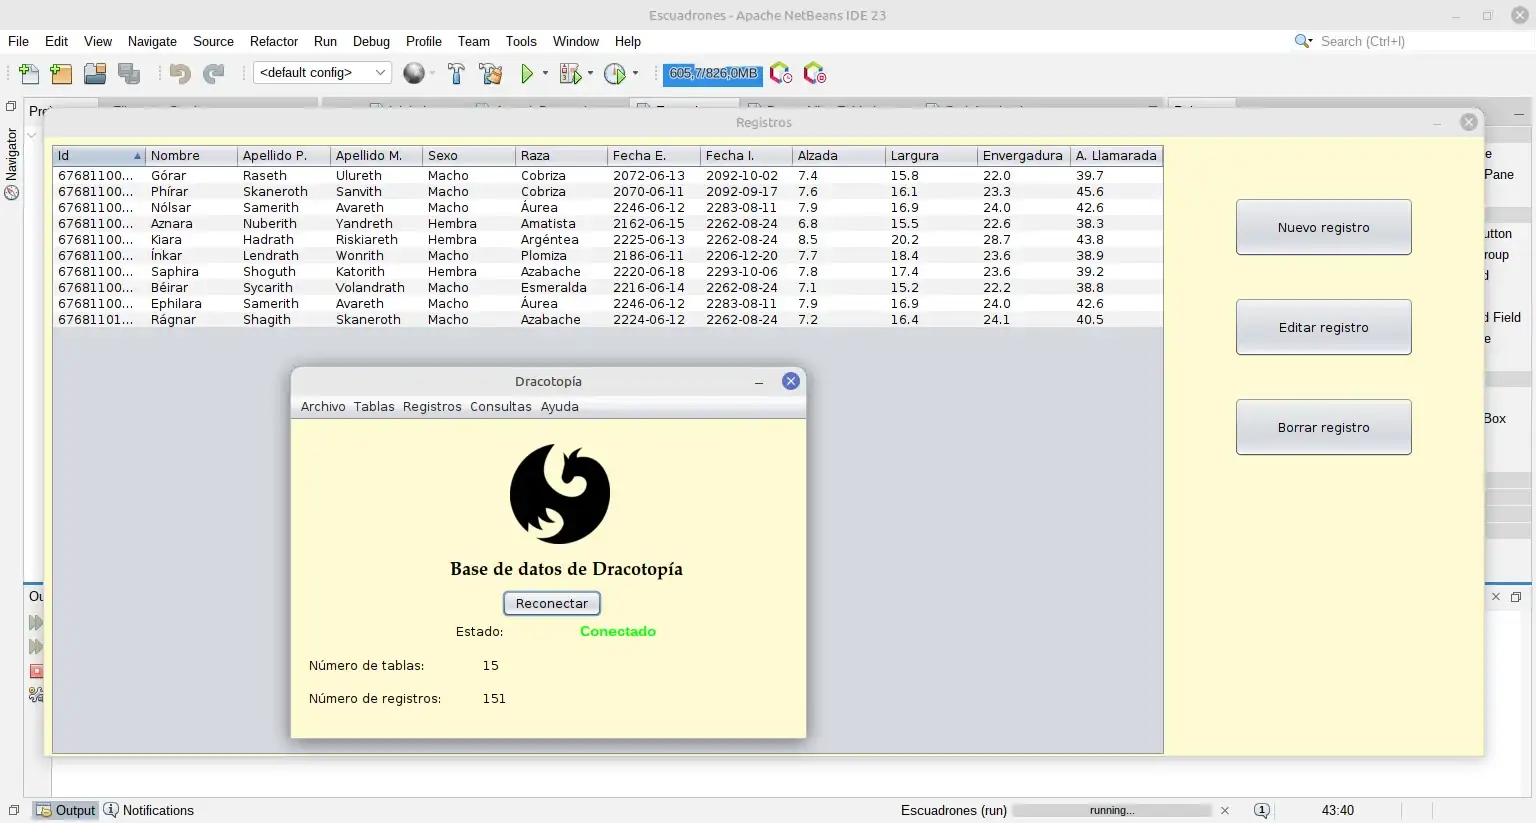 Escuadrones - Apache NetBeans IDE 23
File Edit View Navigate Source Refactor Run Debug Profile Team Tools Window Help Search (Ctrl+I)
<default config> 605,7/826,0MB
Navigator
Registros
Id Nombre Apellido P. Apellido M. Sexo Raza Fecha E. Fecha I. Alzada Largura Envergadura A. Llamarada
67681100... Górar Raseth Ulureth Macho Cobriza 2072-06-13 2092-10-02 7.4 15.8 22.0 39.7
67681100... Phírar Skaneroth Sanvith Macho Cobriza 2070-06-11 2092-09-17 7.6 16.1 23.3 45.6
67681100... Nólsar Samerith Avareth Macho Áurea 2246-06-12 2283-08-11 7.9 16.9 24.0 42.6
67681100... Aznara Nuberith Yandreth Hembra Amatista 2162-06-15 2262-08-24 6.8 15.5 22.6 38.3
67681100... Kiara Hadrath Riskiareth Hembra Argéntea 2225-06-13 2262-08-24 8.5 20.2 28.7 43.8
67681100... Ínkar Lendrath Wonrith Macho Plomiza 2186-06-11 2206-12-20 7.7 18.4 23.6 38.9
67681100... Saphira Shoguth Katorith Hembra Azabache 2220-06-18 2293-10-06 7.8 17.4 23.6 39.2
67681100... Béirar Sycarith Volandrath Macho Esmeralda 2216-06-14 2262-08-24 7.1 15.2 22.2 38.8
67681100... Ephilara Samerith Avareth Macho Áurea 2246-06-12 2283-08-11 7.9 16.9 24.0 42.6
67681101... Rágnar Shagith Skaneroth Macho Azabache 2224-06-12 2262-08-24 7.2 16.4 24.1 40.5
Nuevo registro
Editar registro
Borrar registro
Pane
utton
roup
d Field
Box
Dracotopía
Archivo Tablas Registros Consultas Ayuda
Base de datos de Dracotopía
Reconectar
Estado: Conectado
Número de tablas: 15
Número de registros: 151
Output Notifications Escuadrones (run) running... 1 43:40